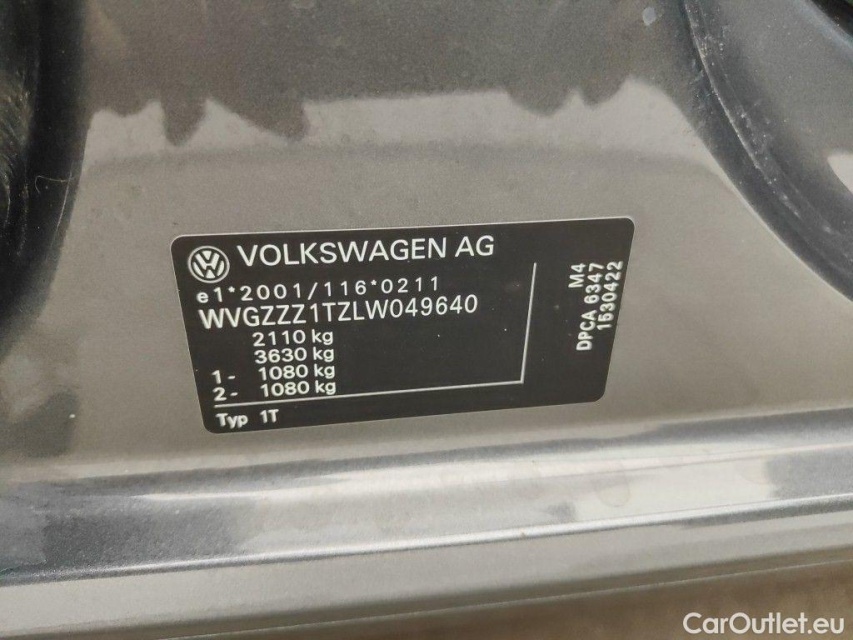 VOLKSWAGEN AG
e1*2001/116*0211
WVGZZZ1TZLW049640
2110 kg
3630 kg
1- 1080 kg
2- 1080 kg
Typ 1T
M4
DPCA 6347
1530422
CarOutlet.eu